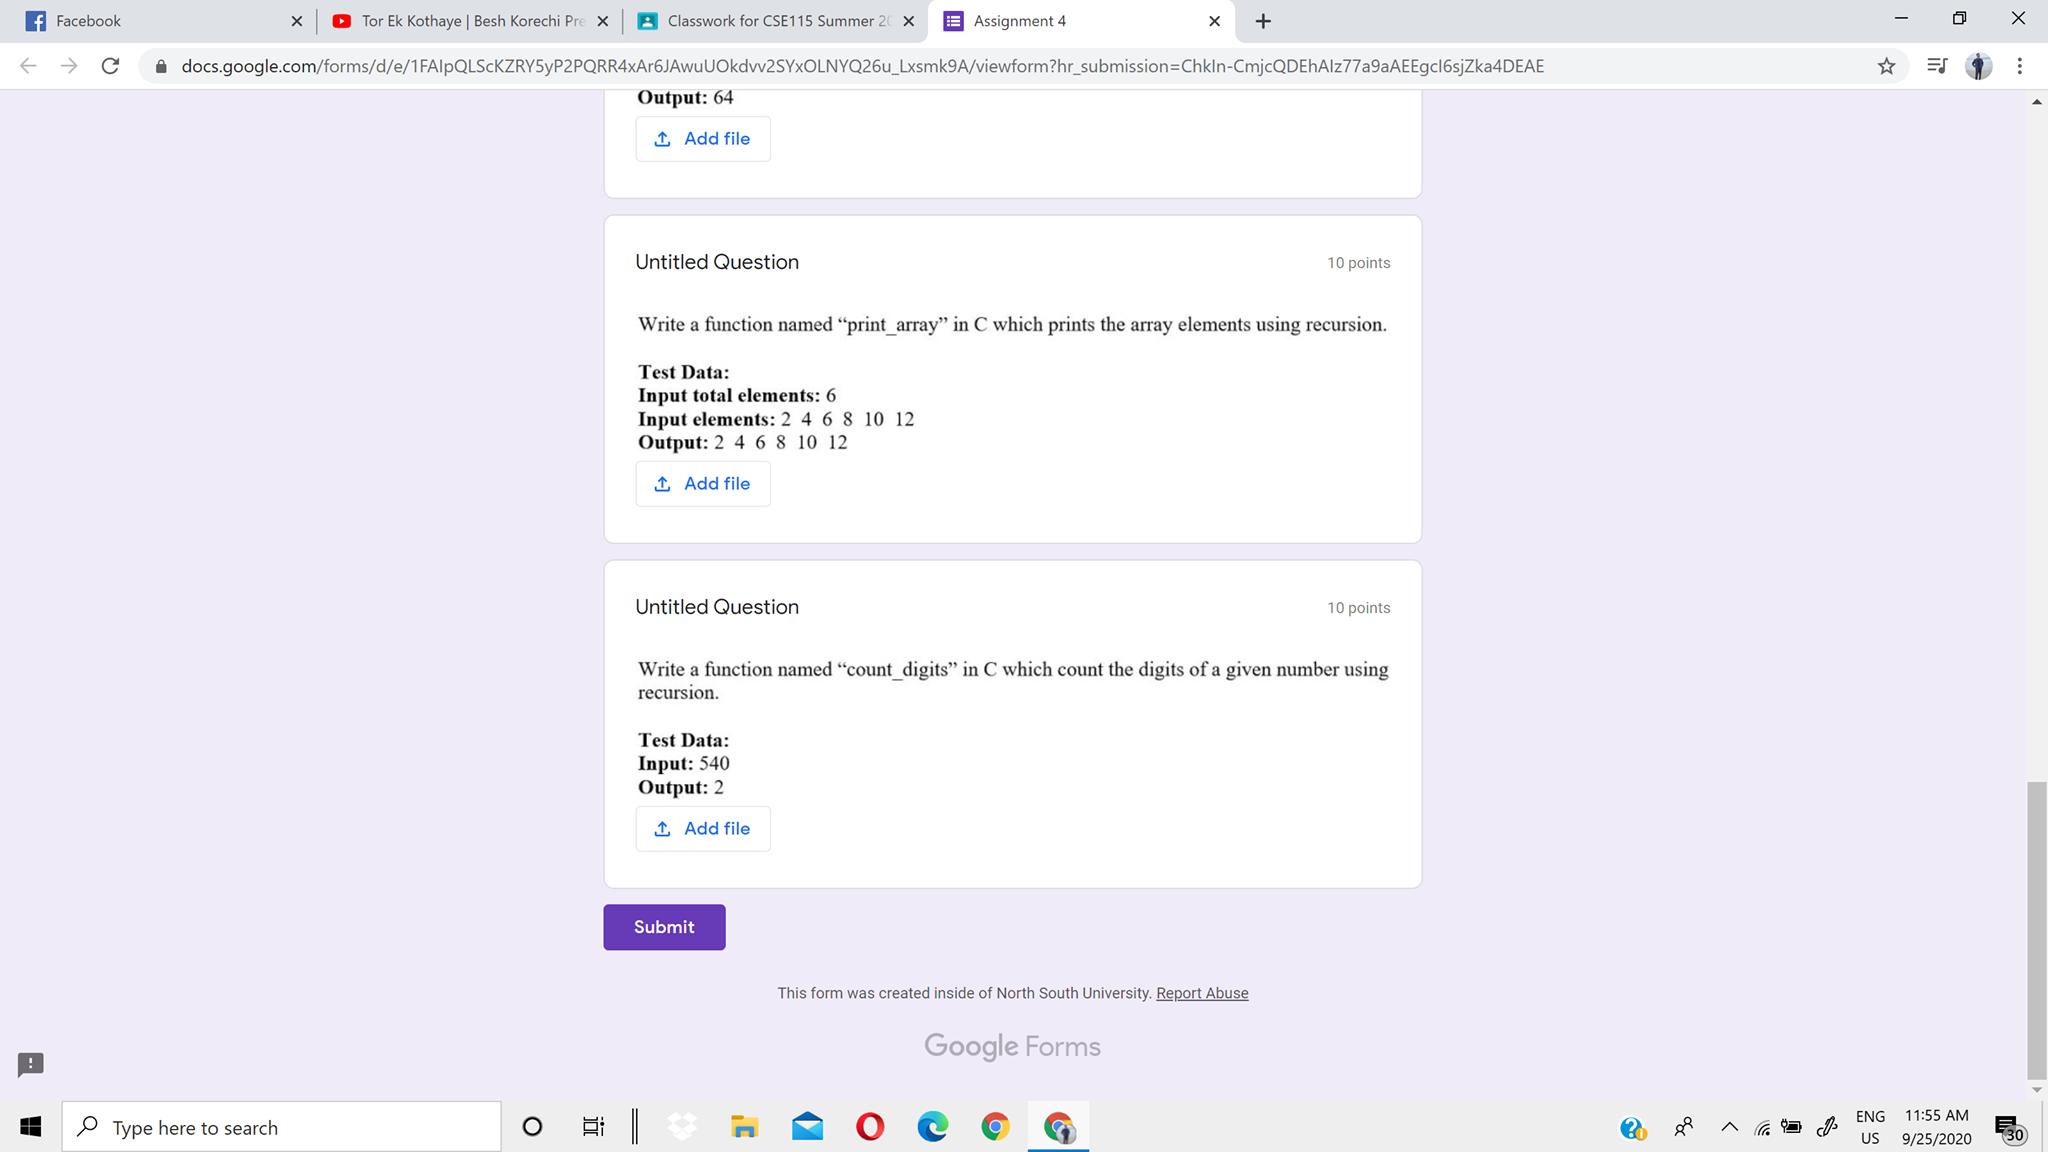 Facebook
Tor Ek Kothaye | Besh Korechi Pre
Classwork for CSE115 Summer 20
Assignment 4
docs.google.com/forms/d/e/1FAIpQLScKZRY5yP2PQRR4xAr6JAwuUOkdvv2SYxOLNYQ26u_Lxsmk9A/viewform?hr_submission=ChkIn-CmjcQDEhAIz77a9aAEEgcI6sjZka4DEAE
Output: 64
Add file
Untitled Question
10 points
Write a function named “print_array” in C which prints the array elements using recursion.
Test Data:
Input total elements: 6
Input elements: 2 4 6 8 10 12
Output: 2 4 6 8 10 12
Add file
Untitled Question
10 points
Write a function named “count_digits” in C which count the digits of a given number using
recursion.
Test Data:
Input: 540
Output: 2
Add file
Submit
This form was created inside of North South University. Report Abuse
Google Forms
Type here to search
ENG
US
11:55 AM
9/25/2020
30